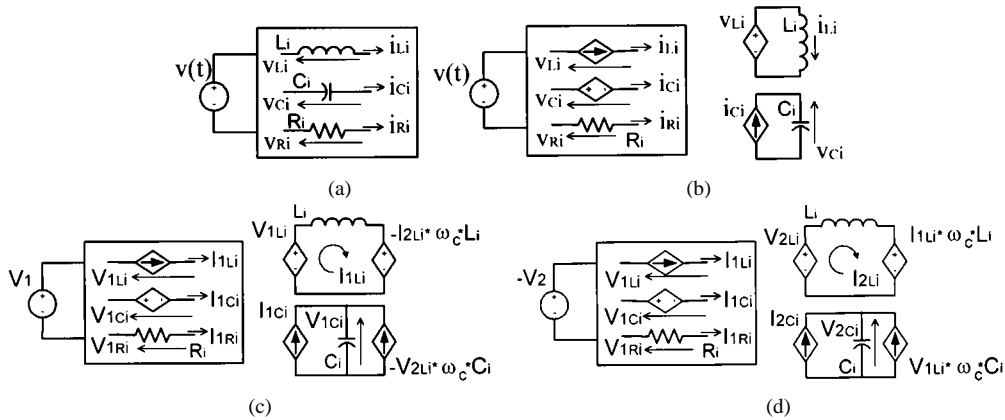 v(t)
Li
vLi
iLi
Ci
vCi
iCi
Ri
vRi
iRi
(a)
v(t)
vLi
iLi
vCi
iCi
vRi
Ri
iRi
vLi
Li
iLi
iCi
Ci
vCi
(b)
V1
V1Li
I1Li
V1Ci
I1Ci
V1Ri
Ri
I1Ri
Li
V1Li
I1Li
-I2Li*ωc*Li
I1Ci
V1Ci
Ci
-V2Li*ωc*Ci
(c)
-V2
V1Li
I1Li
V1Ci
I1Ci
V1Ri
Ri
I1Ri
Li
V2Li
I2Li
I1Li*ωc*Li
I2Ci
V2Ci
Ci
V1Li*ωc*Ci
(d)